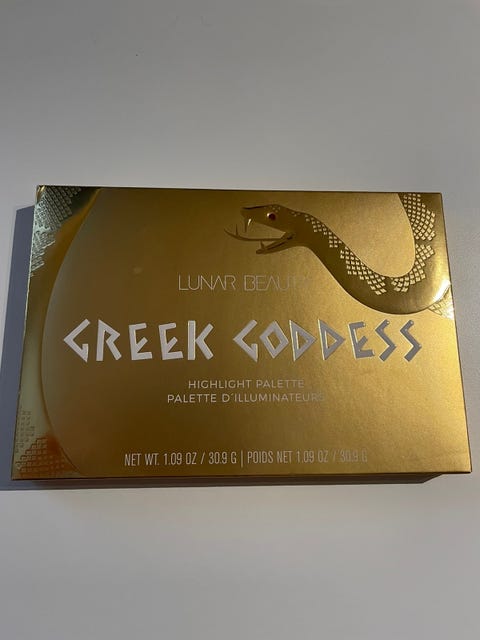 LUNAR BEAUTY
GREEK GODDESS
HIGHLIGHT PALETTE
PALETTE D'ILLUMINATEURS
NET WT. 1.09 OZ / 30.9 G | POIDS NET 1.09 OZ / 30.9 G